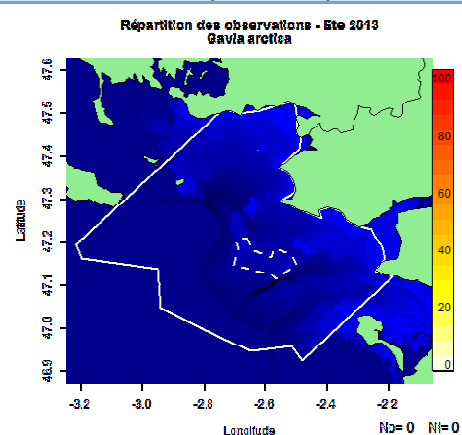 Répartition des observations - Ete 2013
Gavia arctica
47.6
47.5
47.4
47.3
47.2
47.1
47.0
46.9
Latitude
100
80
60
40
20
0
-3.2 -3.0 -2.8 -2.6 -2.4 -2.2
Longitude
Nb= 0 Ni= 0